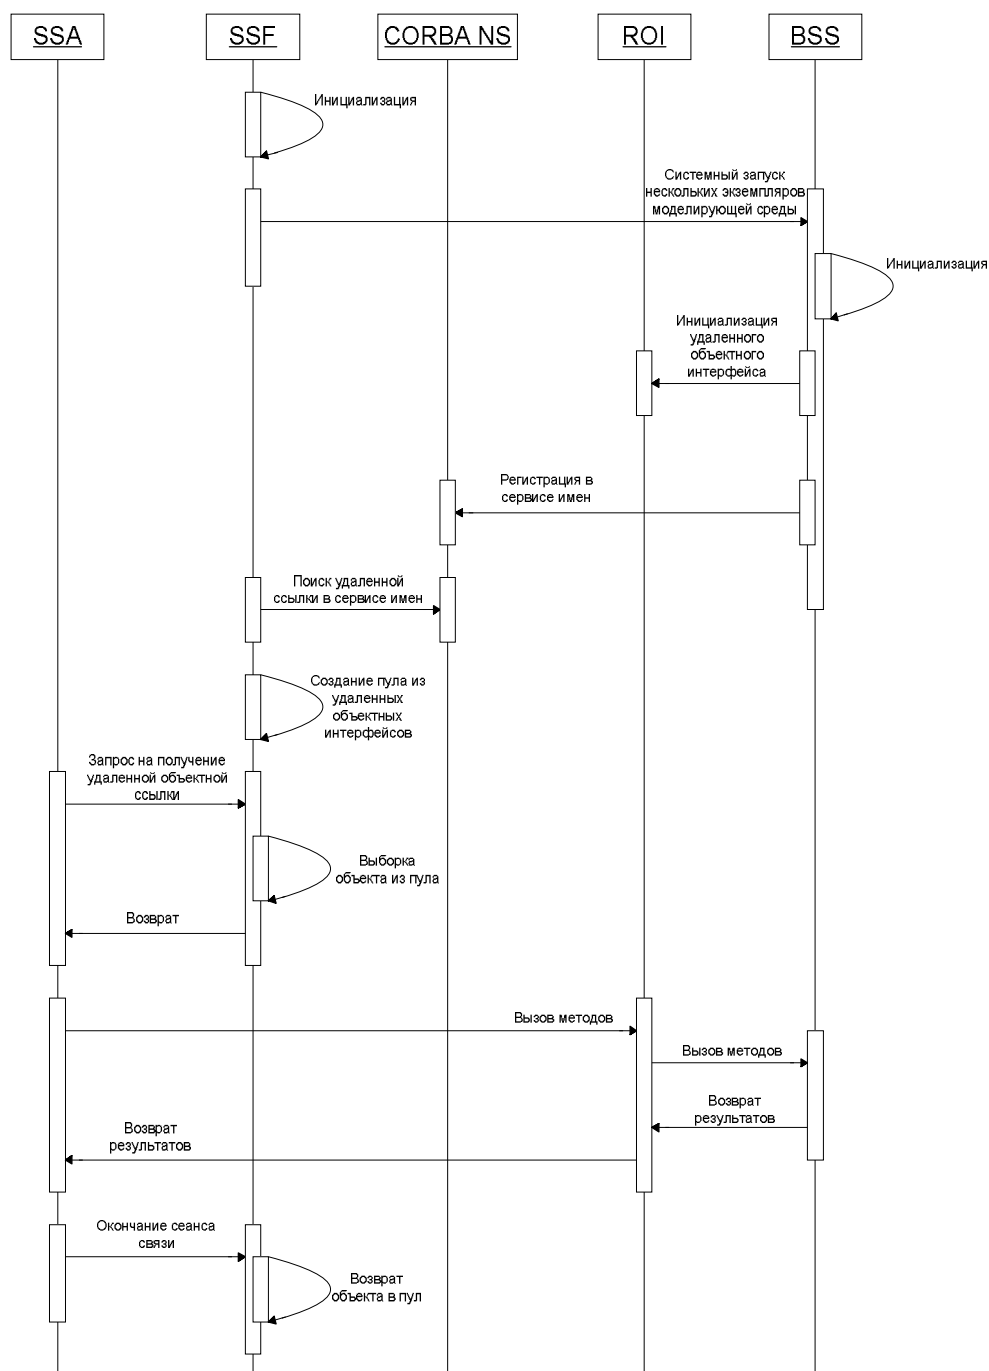 SSA
SSF
CORBA NS
ROI
BSS
Инициализация
Системный запуск
нескольких экземпляров
моделирующей среды
Инициализация
Инициализация
удаленного
объектного
интерфейса
Регистрация в
сервисе имен
Поиск удаленной
ссылки в сервисе имен
Создание пула из
удаленных
объектных
интерфейсов
Запрос на получение
удаленной объектной
ссылки
Выборка
объекта из пула
Возврат
Вызов методов
Вызов методов
Возврат
результатов
Возврат
результатов
Окончание сеанса
связи
Возврат
объекта в пул